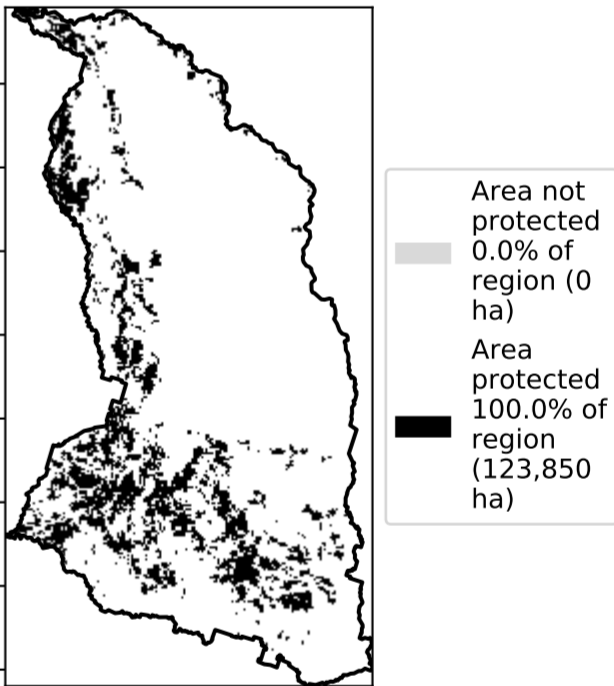 Area not
protected
0.0% of
region (0
ha)
Area
protected
100.0% of
region
(123,850
ha)